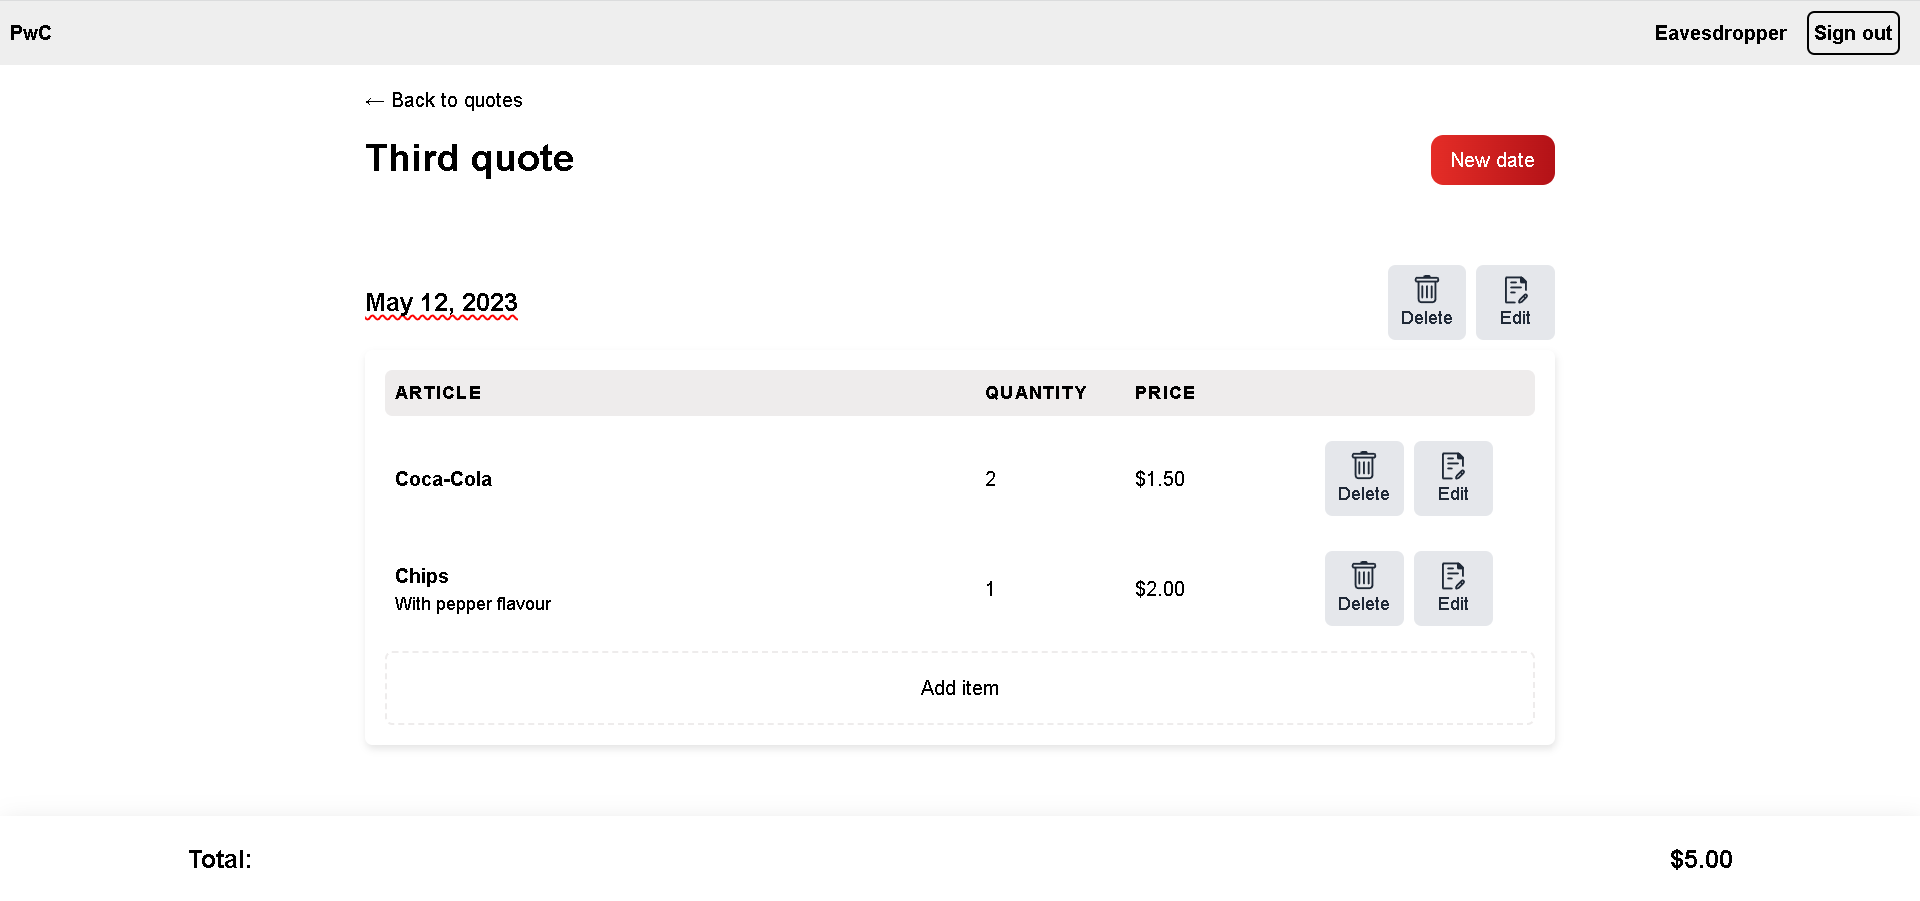 PwC
Eavesdropper Sign out
← Back to quotes
Third quote
New date
May 12, 2023
Delete Edit
ARTICLE QUANTITY PRICE
Coca-Cola 2 $1.50 Delete Edit
Chips
With pepper flavour
1 $2.00 Delete Edit
Add item
Total: $5.00